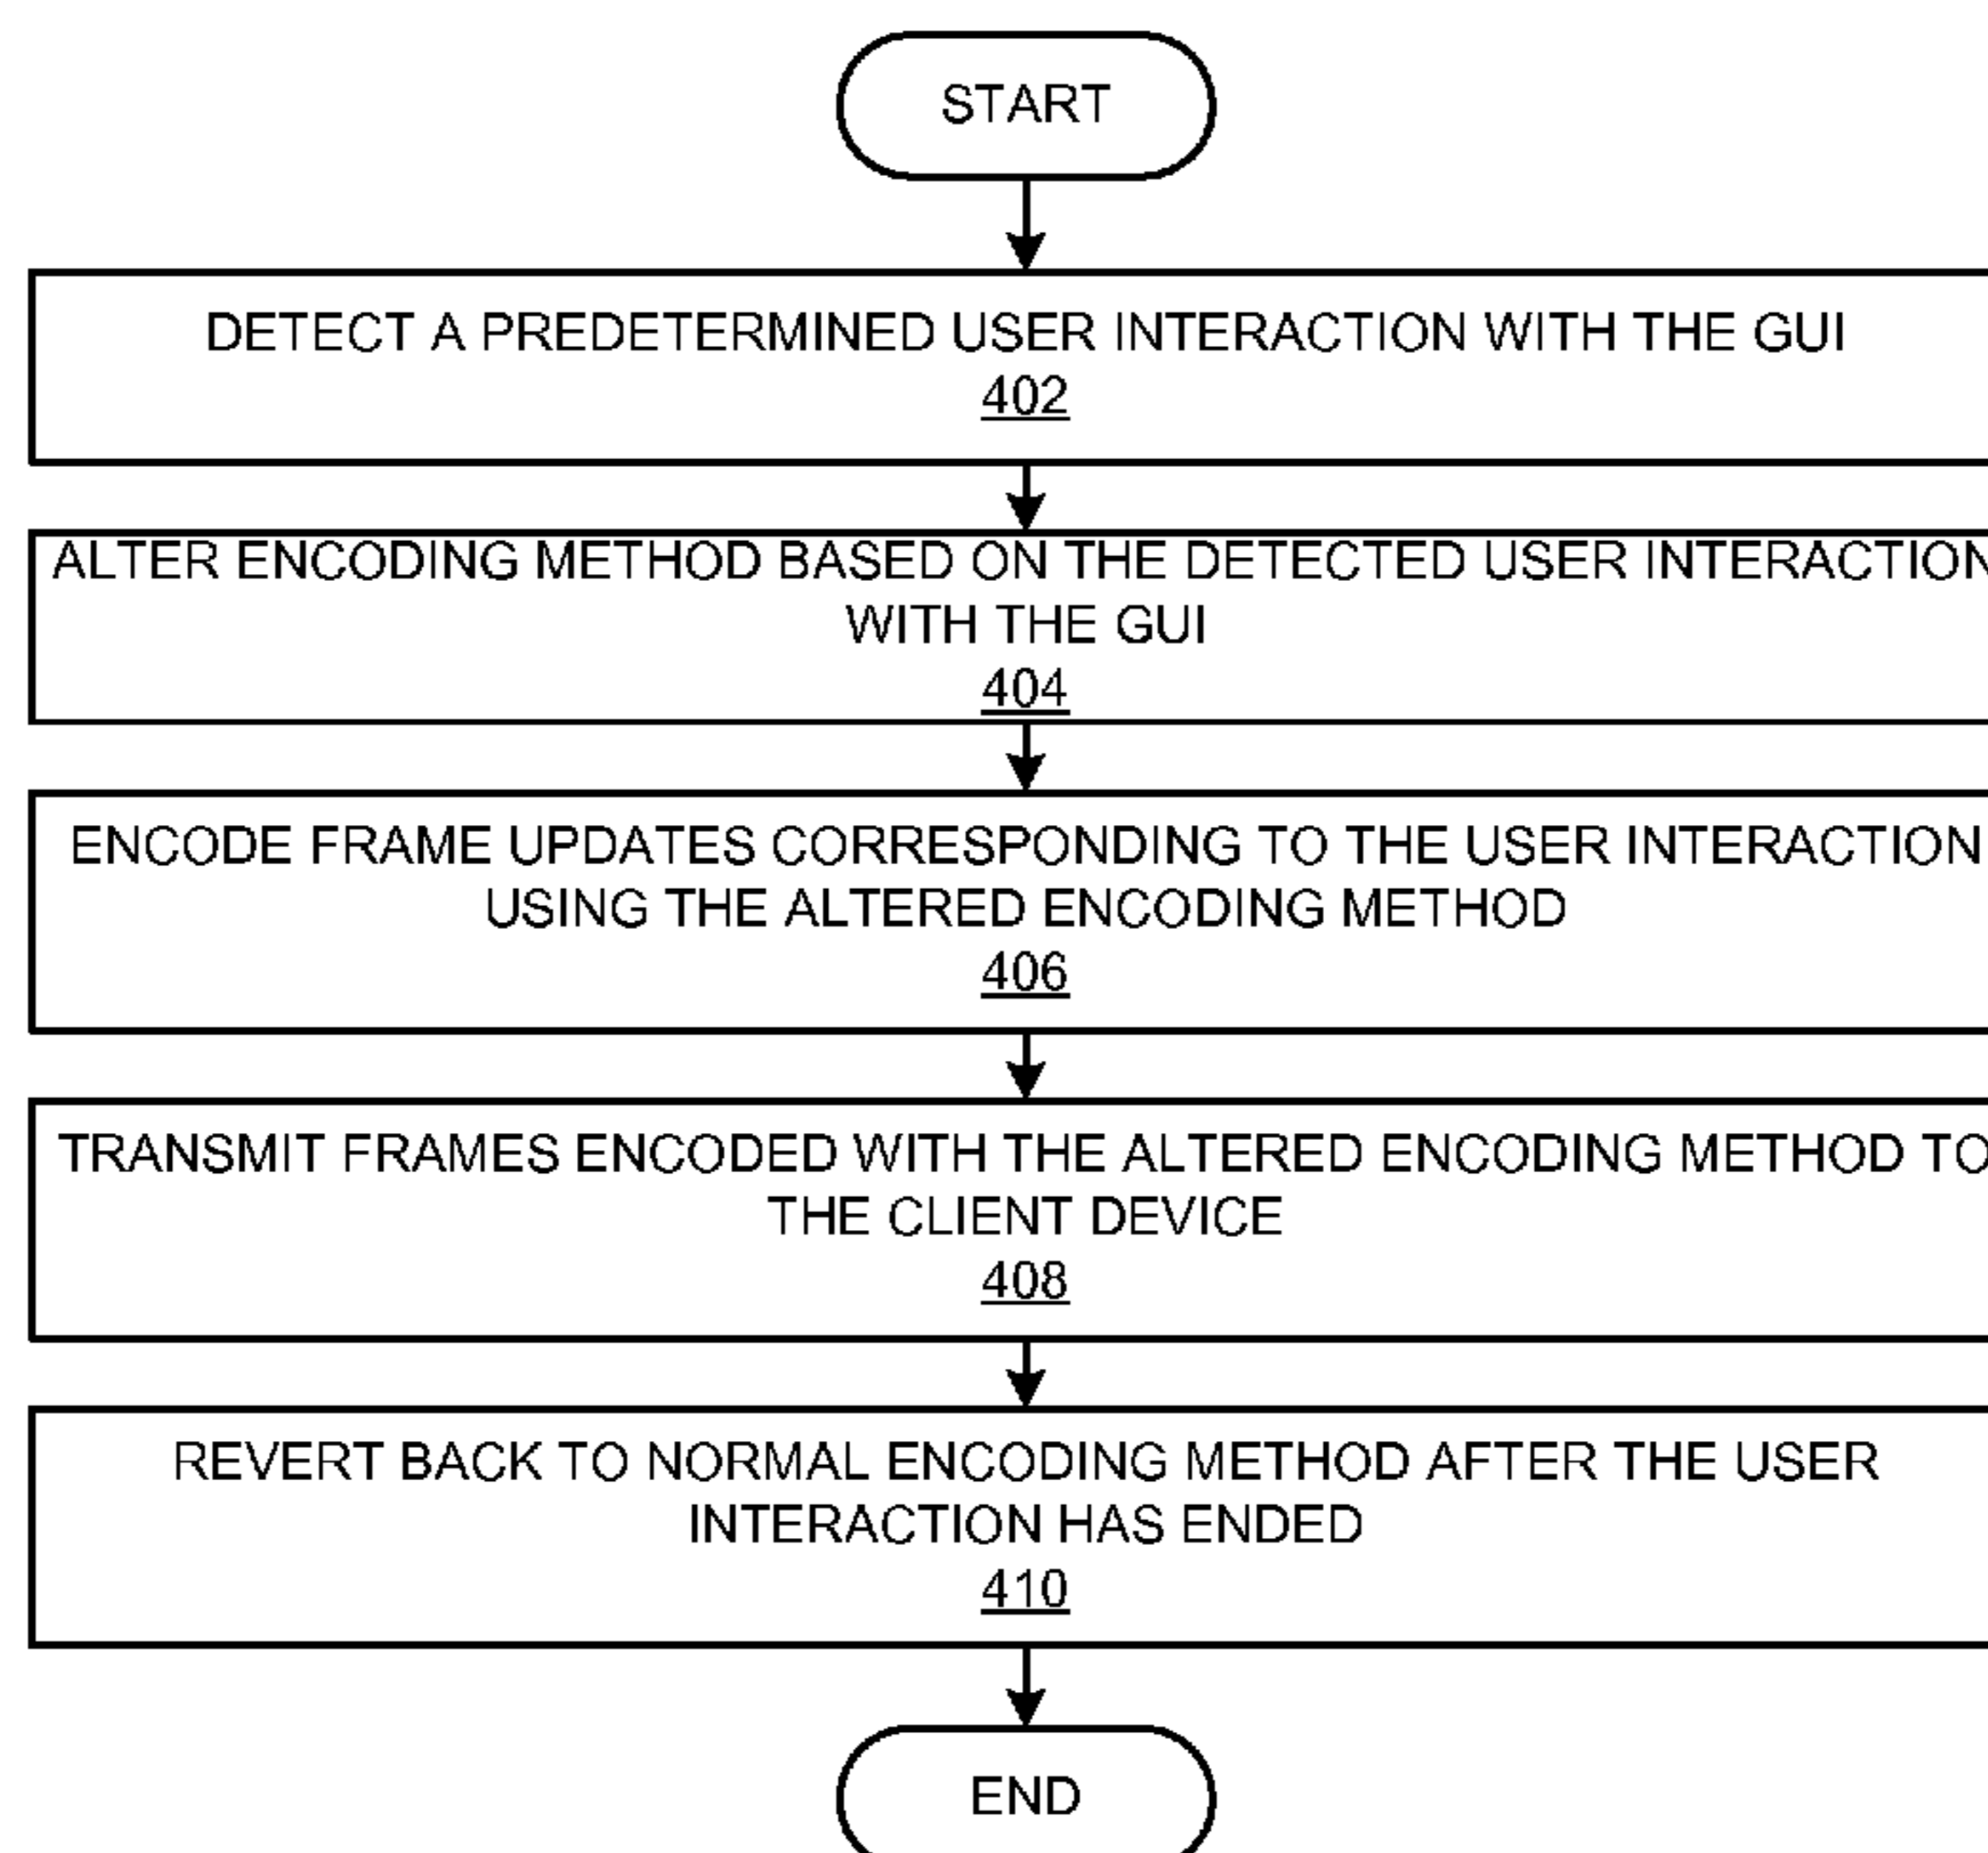 START
DETECT A PREDETERMINED USER INTERACTION WITH THE GUI
402
ALTER ENCODING METHOD BASED ON THE DETECTED USER INTERACTION
WITH THE GUI
404
ENCODE FRAME UPDATES CORRESPONDING TO THE USER INTERACTION
USING THE ALTERED ENCODING METHOD
406
TRANSMIT FRAMES ENCODED WITH THE ALTERED ENCODING METHOD TO
THE CLIENT DEVICE
408
REVERT BACK TO NORMAL ENCODING METHOD AFTER THE USER
INTERACTION HAS ENDED
410
END